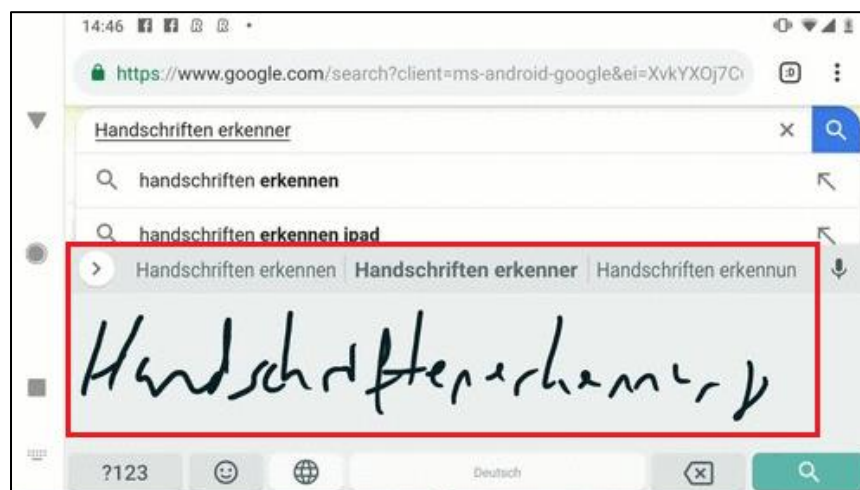 14:46
https://www.google.com/search?client=ms-android-google&ei=XvkYXOj7C
:D
Handschriften erkenner
handschriften erkennen
handschriften erkennen ipad
Handschriften erkennen Handschriften erkenner Handschriften erkennun
Handschriftenerkennung
?123 Deutsch